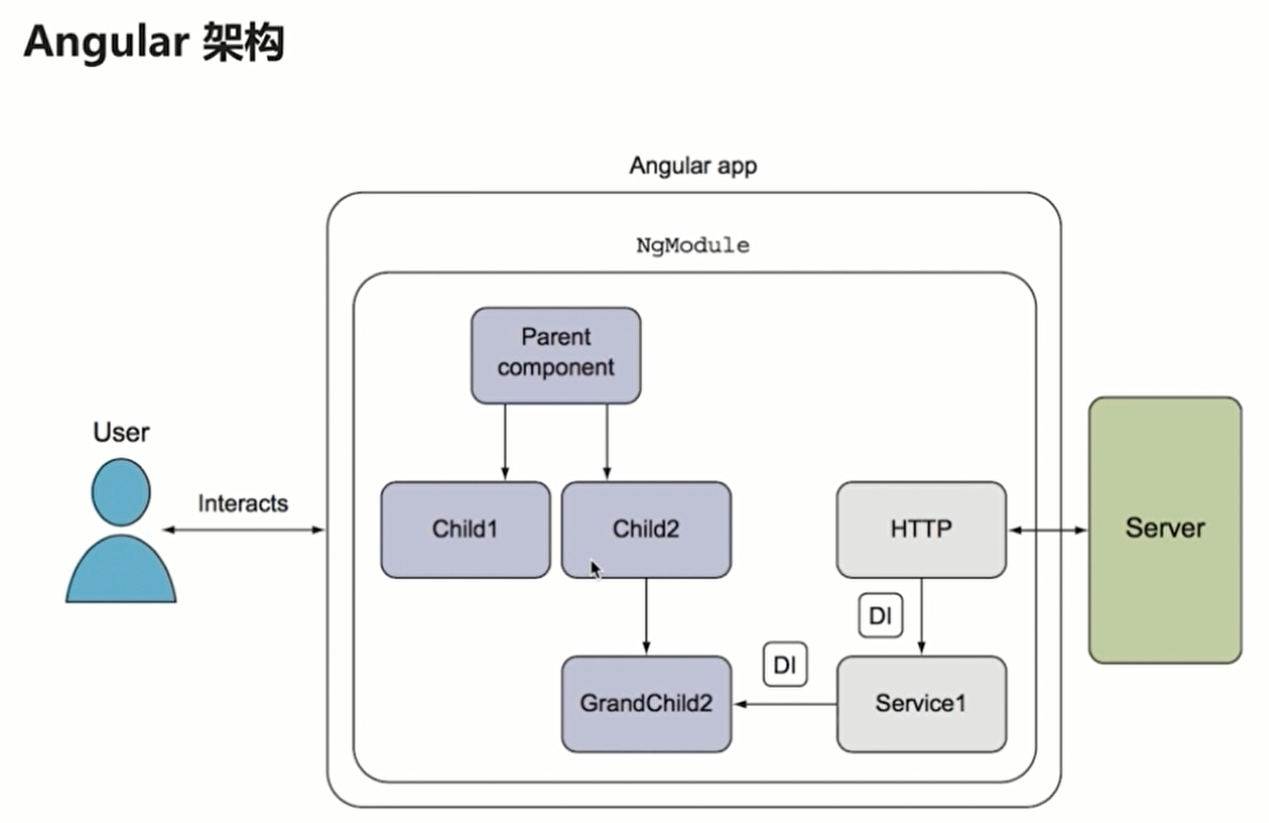 Angular 架构
Angular app
NgModule
Parent
component
User
Interacts
Child1
Child2
HTTP
Server
DI
DI
GrandChild2
Service1